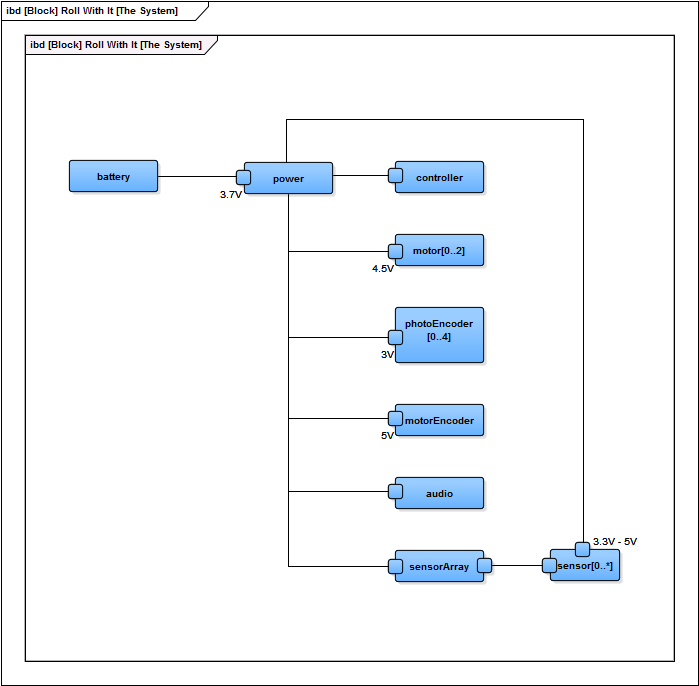 ibd [Block] Roll With It [The System]
ibd [Block] Roll With It [The System]
battery
power
3.7V
controller
motor[0..2]
4.5V
photoEncoder
[0..4]
3V
motorEncoder
5V
audio
3.3V - 5V
sensorArray
sensor[0..*]